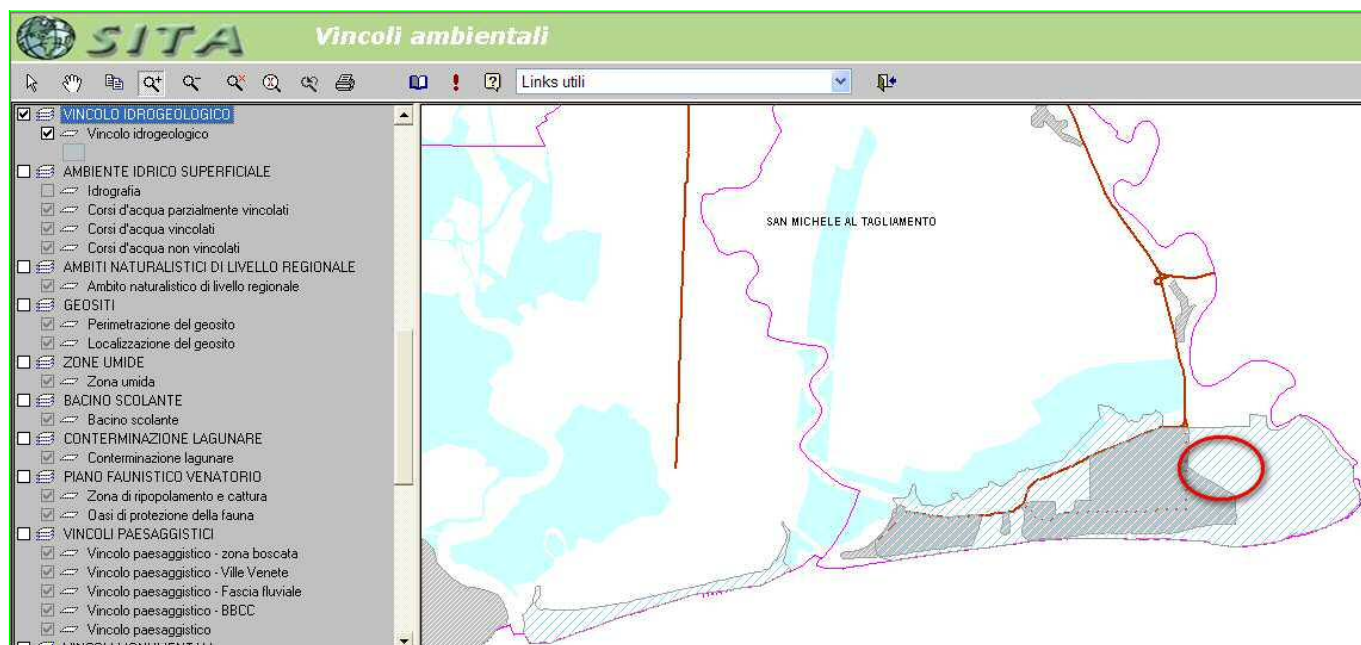 SITA Vincoli ambientali
Links utili
VINCOLO IDROGEOLOGICO
Vincolo idrogeologico
AMBIENTE IDRICO SUPERFICIALE
Idrografia
Corsi d'acqua parzialmente vincolati
Corsi d'acqua vincolati
Corsi d'acqua non vincolati
AMBITI NATURALISTICI DI LIVELLO REGIONALE
Ambito naturalistico di livello regionale
GEOSITI
Perimetrazione del geosito
Localizzazione del geosito
ZONE UMIDE
Zona umida
BACINO SCOLANTE
Bacino scolante
CONTERMINAZIONE LAGUNARE
Conterminazione lagunare
PIANO FAUNISTICO VENATORIO
Zona di ripopolamento e cattura
Oasi di protezione della fauna
VINCOLI PAESAGGISTICI
Vincolo paesaggistico - zona boscata
Vincolo paesaggistico - Ville Venete
Vincolo paesaggistico - Fascia fluviale
Vincolo paesaggistico - BBCC
Vincolo paesaggistico
SAN MICHELE AL TAGLIAMENTO